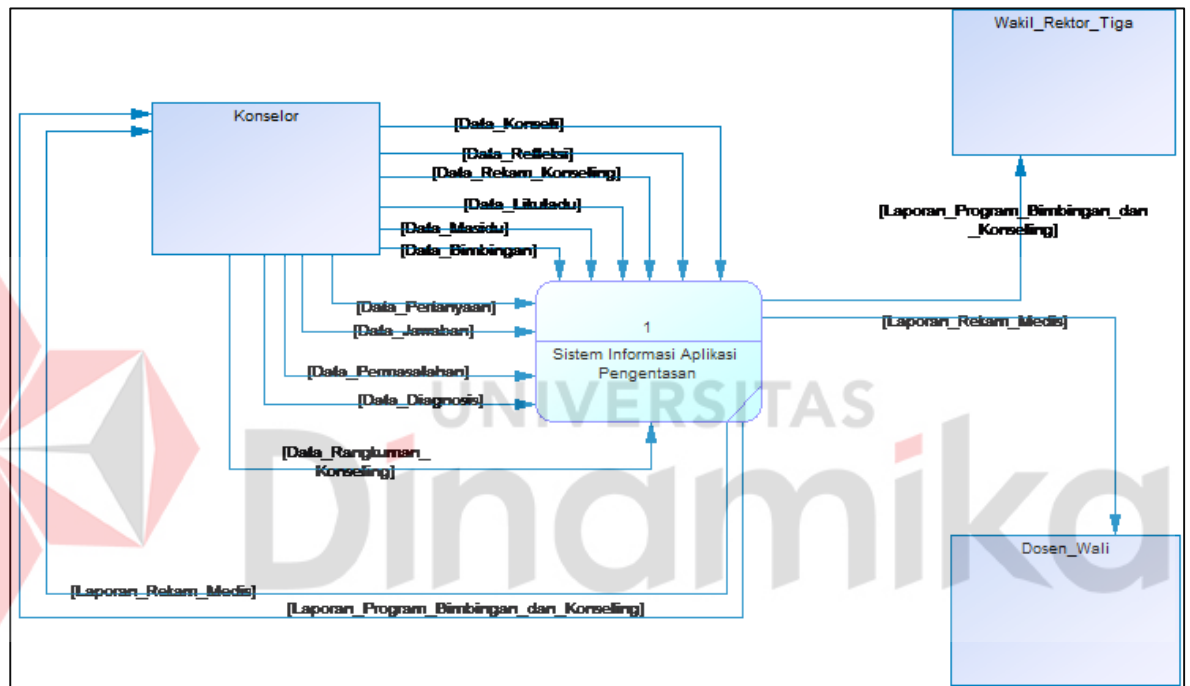 Wakil_Rektor_Tiga
Konselor
[Data_Konseli]
[Data_Refleksi]
[Data_Rekam_Konseling]
[Data_Likuladu]
[Data_Masidu]
[Data_Bimbingan]
[Laporan_Program_Bimbingan_dan
_Konseling]
[Data_Pertanyaan]
[Data_Jawaban]
[Data_Permasalahan]
[Data_Diagnosis]
1
Sistem Informasi Aplikasi
Pengentasan
[Laporan_Rekam_Medis]
UNIVERSITAS
Dinamika
[Data_Rangkuman_
Konseling]
Dosen_Wali
[Laporan_Rekam_Medis]
[Laporan_Program_Bimbingan_dan_Konseling]